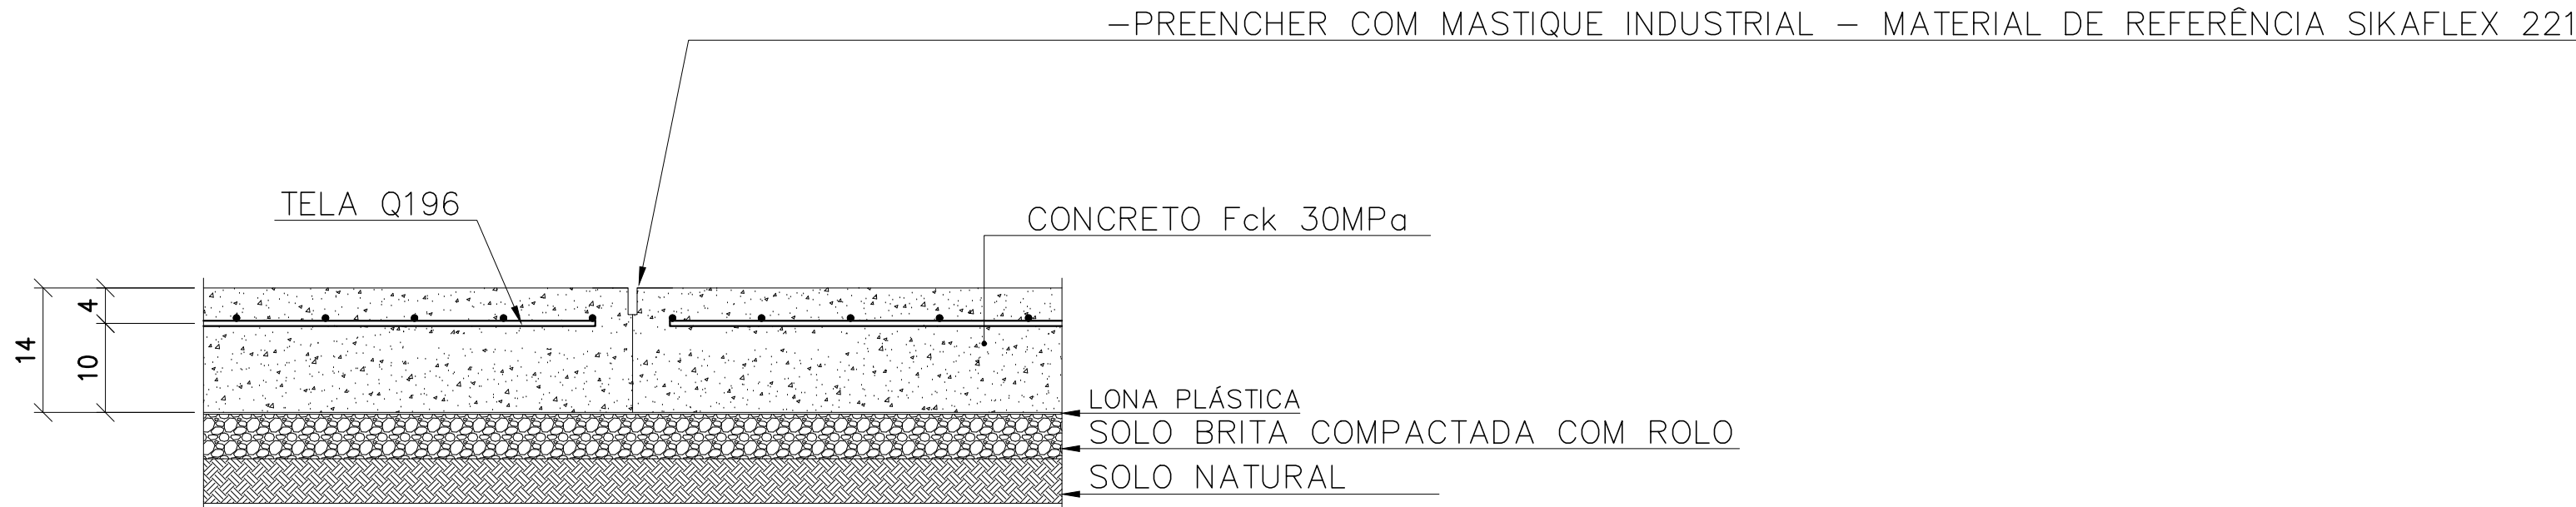 -PREENCHER COM MASTIQUE INDUSTRIAL - MATERIAL DE REFERÊNCIA SIKAFLEX 221
TELA Q196
CONCRETO Fck 30MPa
4
14
10
LONA PLÁSTICA
SOLO BRITA COMPACTADA COM ROLO
SOLO NATURAL